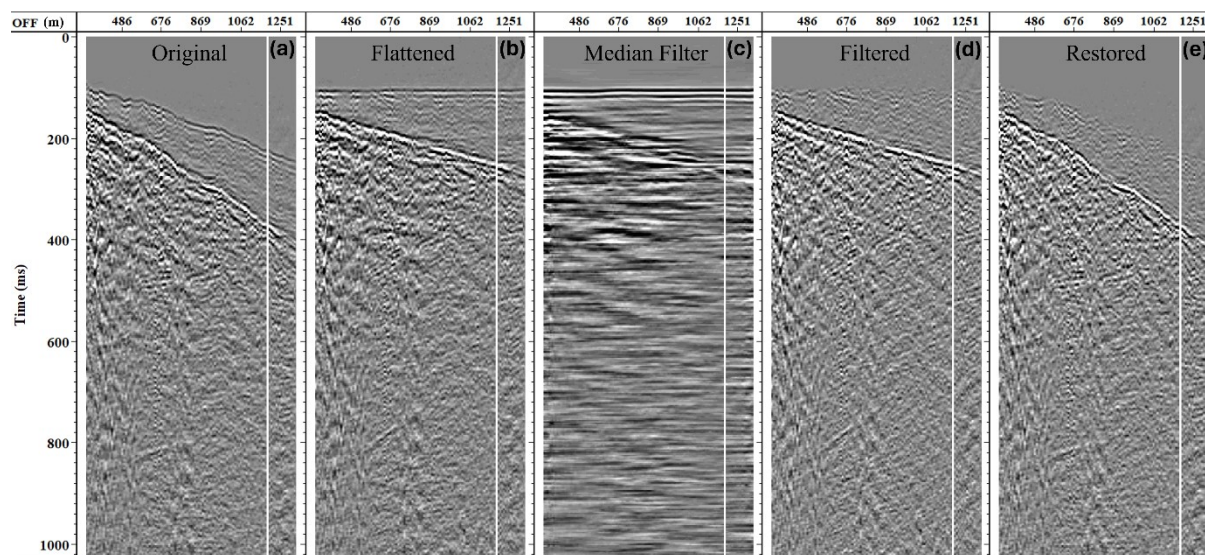 OFF (m) 486 676 869 1062 1251 486 676 869 1062 1251 486 676 869 1062 1251 486 676 869 1062 1251 486 676 869 1062 1251
0
Original (a) Flattened (b) Median Filter (c) Filtered (d) Restored (e)
200
400
Time (ms)
600
800
1000